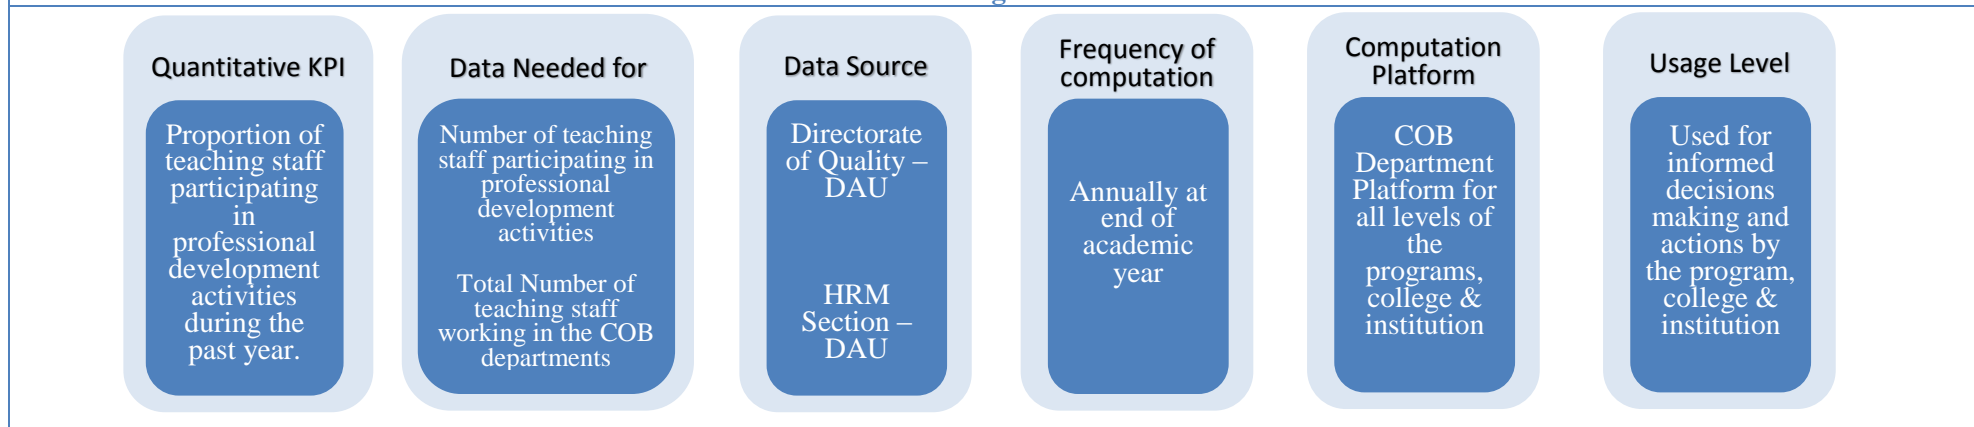 Quantitative KPI
Proportion of
teaching staff
participating
in
professional
development
activities
during the
past year.
Data Needed for
Number of teaching
staff participating in
professional
development
activities
Total Number of
teaching staff
working in the COB
departments
Data Source
Directorate
of Quality –
DAU
HRM
Section –
DAU
Frequency of
computation
Annually at
end of
academic
year
Computation
Platform
COB
Department
Platform for
all levels of
the
programs,
college &
institution
Usage Level
Used for
informed
decisions
making and
actions by
the program,
college &
institution